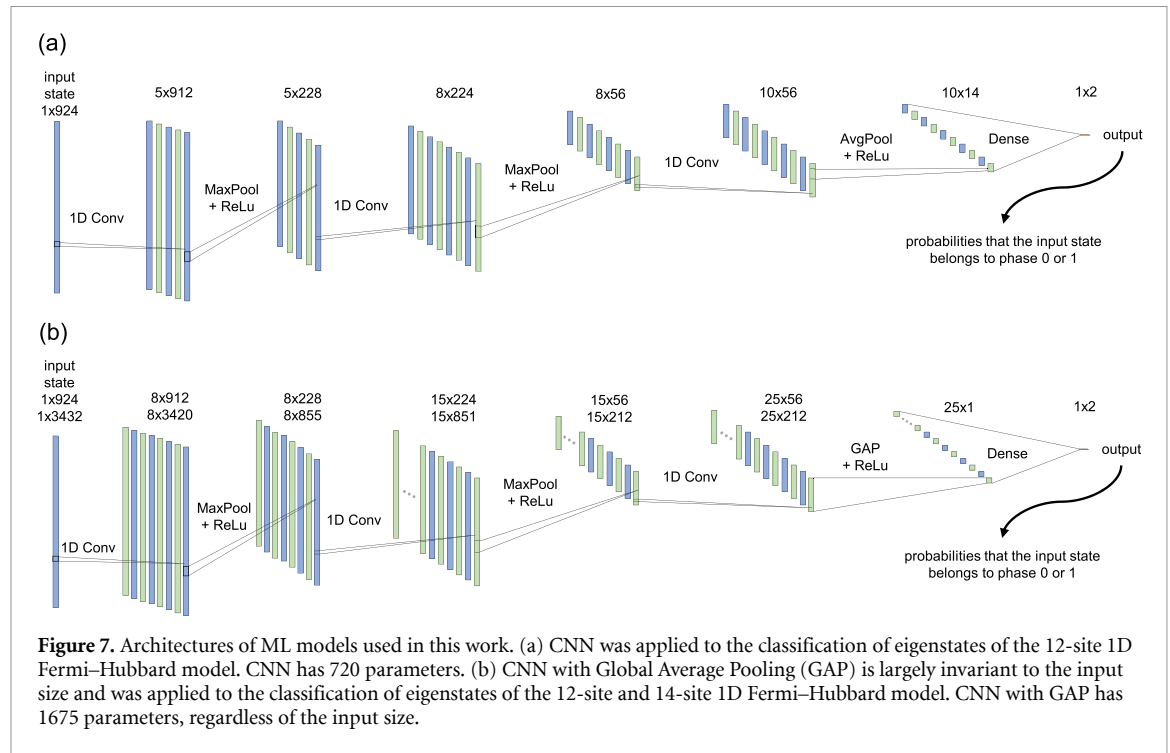 (a)
input
state
1x924
5x912
5x228
8x224
8x56
10x56
10x14
1x2
1D Conv
MaxPool
+ ReLu
1D Conv
MaxPool
+ ReLu
1D Conv
AvgPool
+ ReLu
Dense
output
probabilities that the input state
belongs to phase 0 or 1
(b)
input
state
1x924
1x3432
8x912
8x3420
8x228
8x855
15x224
15x851
15x56
15x212
25x56
25x212
25x1
1x2
1D Conv
MaxPool
+ ReLu
1D Conv
MaxPool
+ ReLu
1D Conv
GAP
+ ReLu
Dense
output
probabilities that the input state
belongs to phase 0 or 1
Figure 7. Architectures of ML models used in this work. (a) CNN was applied to the classification of eigenstates of the 12-site 1D
Fermi–Hubbard model. CNN has 720 parameters. (b) CNN with Global Average Pooling (GAP) is largely invariant to the input
size and was applied to the classification of eigenstates of the 12-site and 14-site 1D Fermi–Hubbard model. CNN with GAP has
1675 parameters, regardless of the input size.